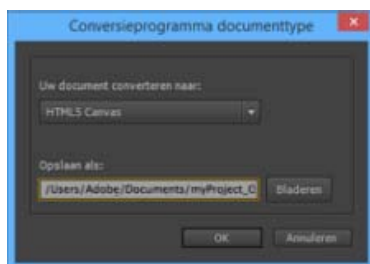 Conversieprogramma documenttype
Uw document converteren naar:
HTML5 Canvas
Opslaan als:
/Users/Adobe/Documents/myProject_C
Bladeren
OK
Annuleren